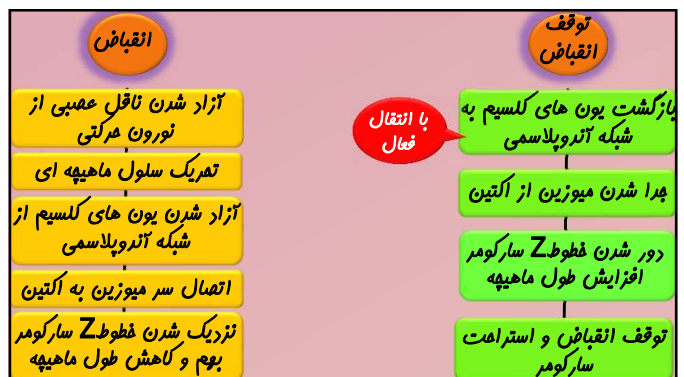 توقف
انقباض
بازگشت یون های کلسیم به
شبکه آندوپلاسمی
با انتقال
فعال
جدا شدن میوزین از اکتین
دور شدن خطوط Z سارکومر
افزایش طول ماهیچه
توقف انقباض و استراحت
سارکومر
انقباض
آزاد شدن ناقل عصبی از
نورون حرکتی
تحریک سلول ماهیچه ای
آزاد شدن یون های کلسیم از
شبکه آندوپلاسمی
اتصال سر میوزین به اکتین
نزدیک شدن خطوط Z سارکومر
بهم و کاهش طول ماهیچه